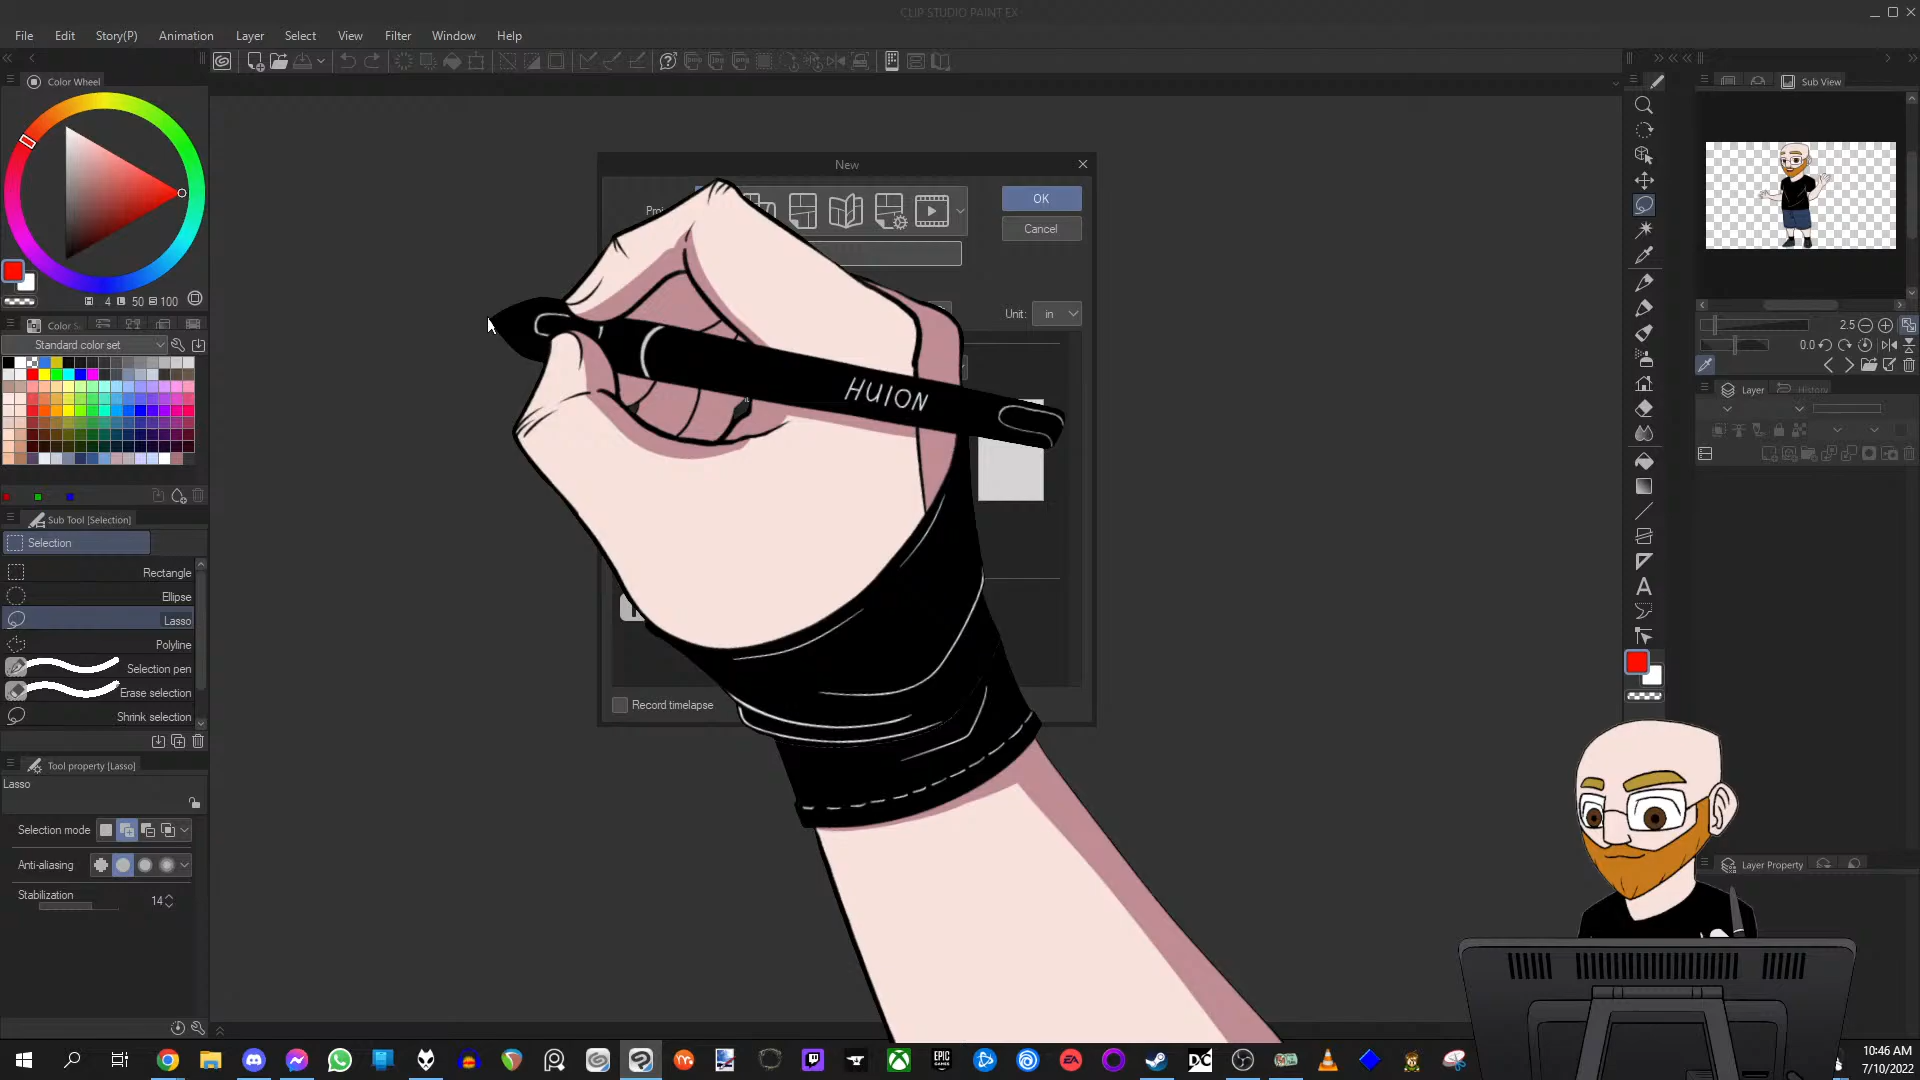 CLIP STUDIO PAINT EX
File Edit Story(P) Animation Layer Select View Filter Window Help
Color Wheel
Sub View
New
OK
Cancel
H 4 L 50 S 100
Unit: in
Standard color set
2.5
0.0
HUION
Layer History
Sub Tool [Selection]
Selection
Rectangle
Ellipse
Lasso
Polyline
Selection pen
Erase selection
Shrink selection
Record timelapse
Tool property [Lasso]
Lasso
Selection mode
Anti-aliasing
Layer Property
Stabilization 14
10:46 AM
7/10/2022